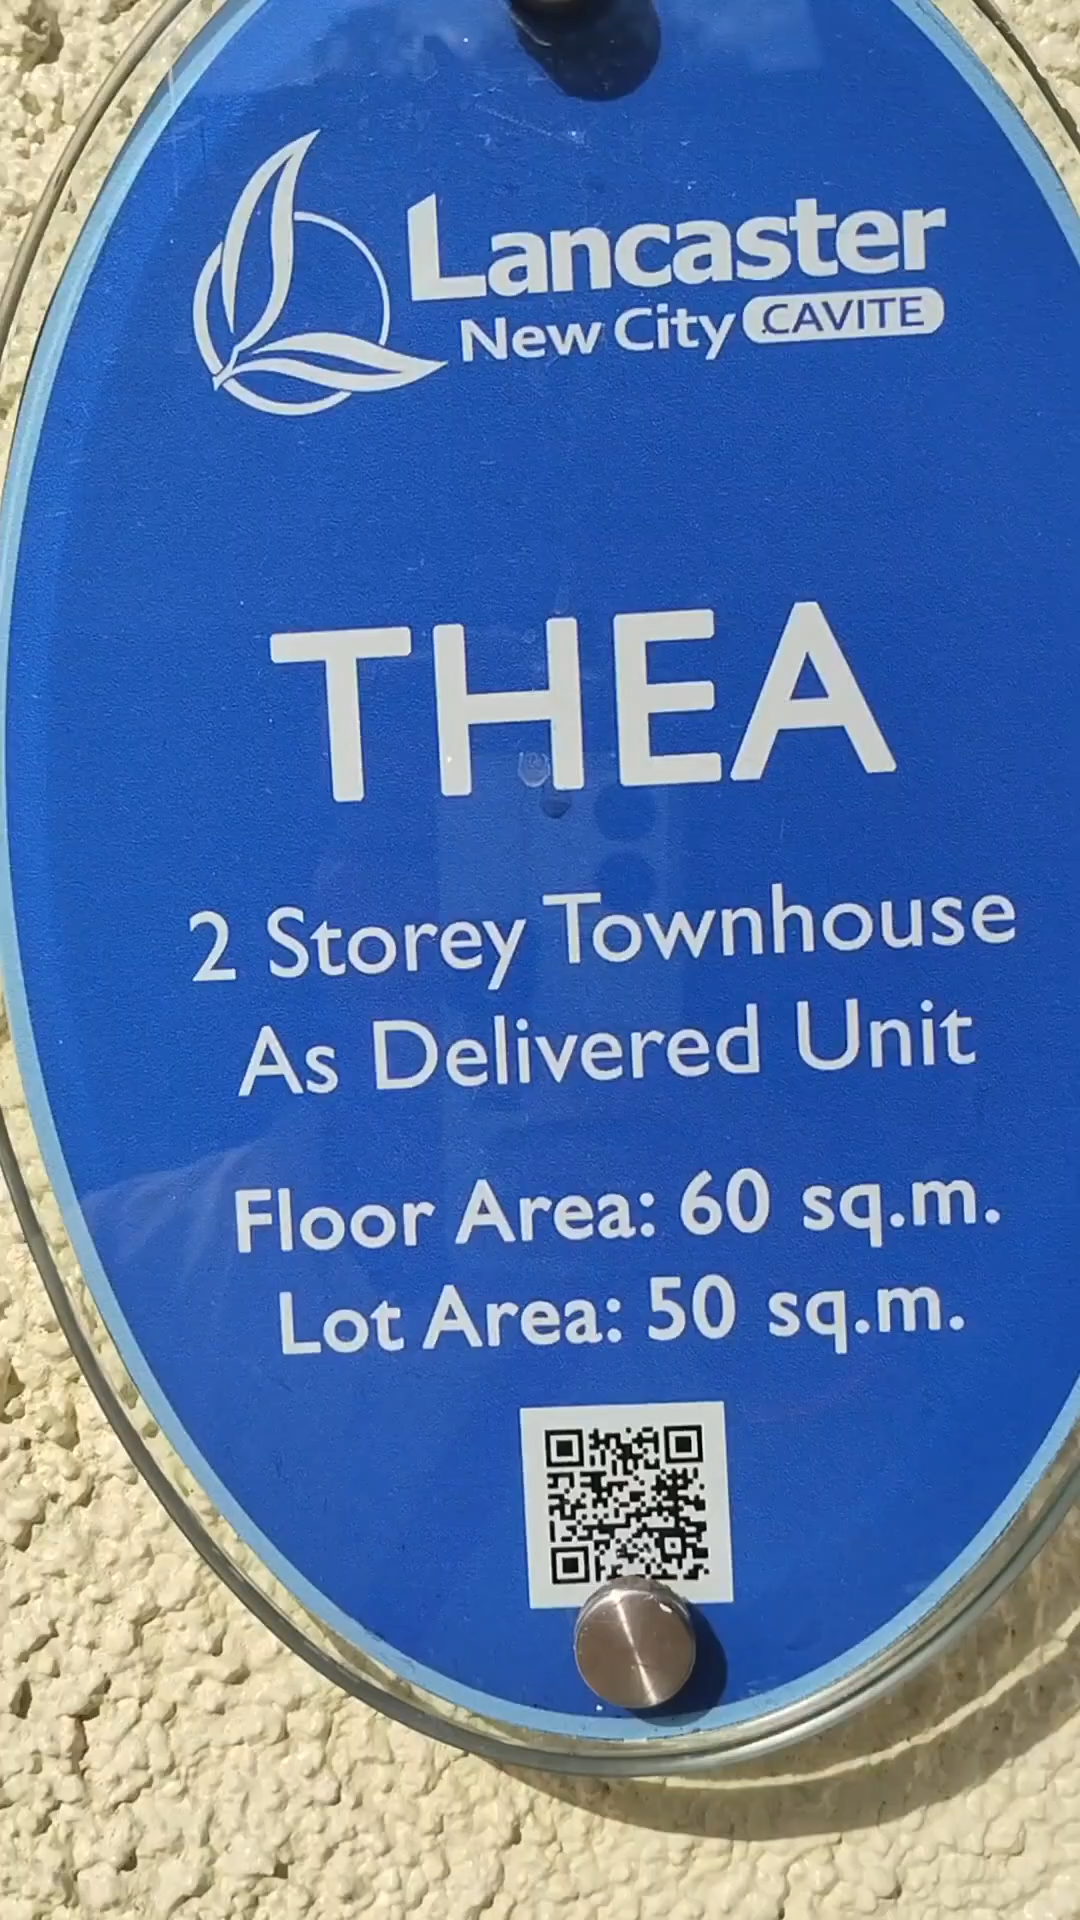 Lancaster
New City CAVITE
THEA
2 Storey Townhouse
As Delivered Unit
Floor Area: 60 sq.m.
Lot Area: 50 sq.m.